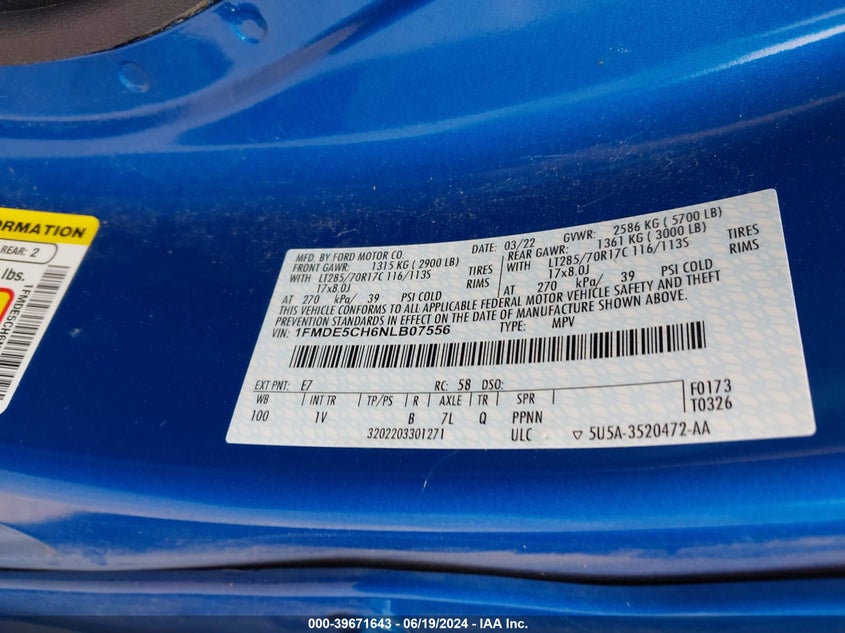 ORMATION
REAR: 2
lbs.
MFD. BY FORD MOTOR CO.
DATE: 03/22 GVWR: 2586 KG ( 5700 LB)
FRONT GAWR: 1315 KG ( 2900 LB)
WITH LT285/70R17C 116/113S TIRES
17x8.0J RIMS
AT 270 kPa/ 39 PSI COLD
REAR GAWR: 1361 KG ( 3000 LB)
WITH LT285/70R17C 116/113S TIRES
17x8.0J RIMS
AT 270 kPa/ 39 PSI COLD
THIS VEHICLE CONFORMS TO ALL APPLICABLE FEDERAL MOTOR VEHICLE SAFETY AND THEFT
PREVENTION STANDARDS IN EFFECT ON THE DATE OF MANUFACTURE SHOWN ABOVE.
VIN: 1FMDE5CH6NLB07556 TYPE: MPV
EXT PNT: E7 RC: 58 DSO:
WB INT TR TP/PS R AXLE TR SPR
100 1V B 7L Q PPNN
F0173
T0326
3202203301271 ULC ▽ 5U5A-3520472-AA
000-39671643 - 06/19/2024 - IAA Inc.